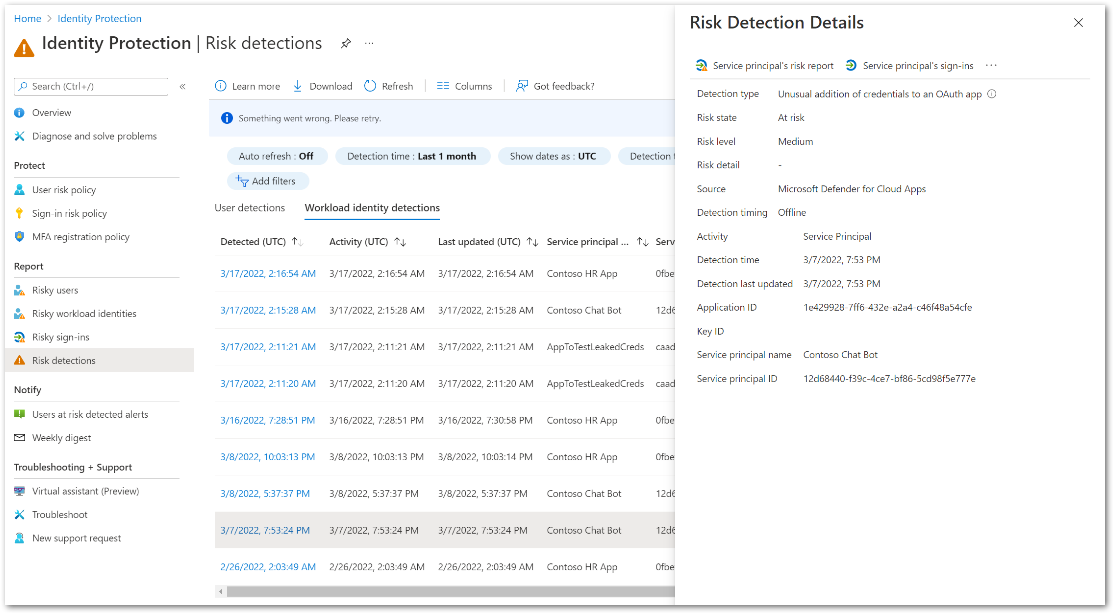 Home > Identity Protection
Identity Protection | Risk detections ...
Search (Ctrl+/) «
Overview
Diagnose and solve problems
Protect
User risk policy
Sign-in risk policy
MFA registration policy
Report
Risky users
Risky workload identities
Risky sign-ins
Risk detections
Notify
Users at risk detected alerts
Weekly digest
Troubleshooting + Support
Virtual assistant (Preview)
Troubleshoot
New support request
Learn more Download Refresh Columns Got feedback?
Something went wrong. Please retry.
Auto refresh : Off Detection time : Last 1 month Show dates as : UTC Detection
Add filters
User detections Workload identity detections
Detected (UTC) ↑↓ Activity (UTC) ↑↓ Last updated (UTC) ↑↓ Service principal ... ↑↓ Serv
3/17/2022, 2:16:54 AM 3/17/2022, 2:16:54 AM 3/17/2022, 2:16:54 AM Contoso HR App 0fbe
3/17/2022, 2:15:28 AM 3/17/2022, 2:15:28 AM 3/17/2022, 2:15:28 AM Contoso Chat Bot 12d6
3/17/2022, 2:11:21 AM 3/17/2022, 2:11:21 AM 3/17/2022, 2:11:21 AM AppToTestLeakedCreds caad
3/17/2022, 2:11:20 AM 3/17/2022, 2:11:20 AM 3/17/2022, 2:11:20 AM AppToTestLeakedCreds caad
3/16/2022, 7:28:51 PM 3/16/2022, 7:28:51 PM 3/16/2022, 7:30:58 PM Contoso HR App 0fbe
3/8/2022, 10:03:13 PM 3/8/2022, 10:03:13 PM 3/8/2022, 10:03:14 PM Contoso HR App 0fbe
3/8/2022, 5:37:37 PM 3/8/2022, 5:37:37 PM 3/8/2022, 5:37:37 PM Contoso Chat Bot 12d6
3/7/2022, 7:53:24 PM 3/7/2022, 7:53:24 PM 3/7/2022, 7:53:24 PM Contoso Chat Bot 12d6
2/26/2022, 2:03:49 AM 2/26/2022, 2:03:49 AM 2/26/2022, 2:03:49 AM Contoso HR App 0fbe
Risk Detection Details
Service principal's risk report Service principal's sign-ins ...
Detection type Unusual addition of credentials to an OAuth app
Risk state At risk
Risk level Medium
Risk detail -
Source Microsoft Defender for Cloud Apps
Detection timing Offline
Activity Service Principal
Detection time 3/7/2022, 7:53 PM
Detection last updated 3/7/2022, 7:53 PM
Application ID 1e429928-7ff6-432e-a2a4-c46f48a54cfe
Key ID
Service principal name Contoso Chat Bot
Service principal ID 12d68440-f39c-4ce7-bf86-5cd98f5e777e